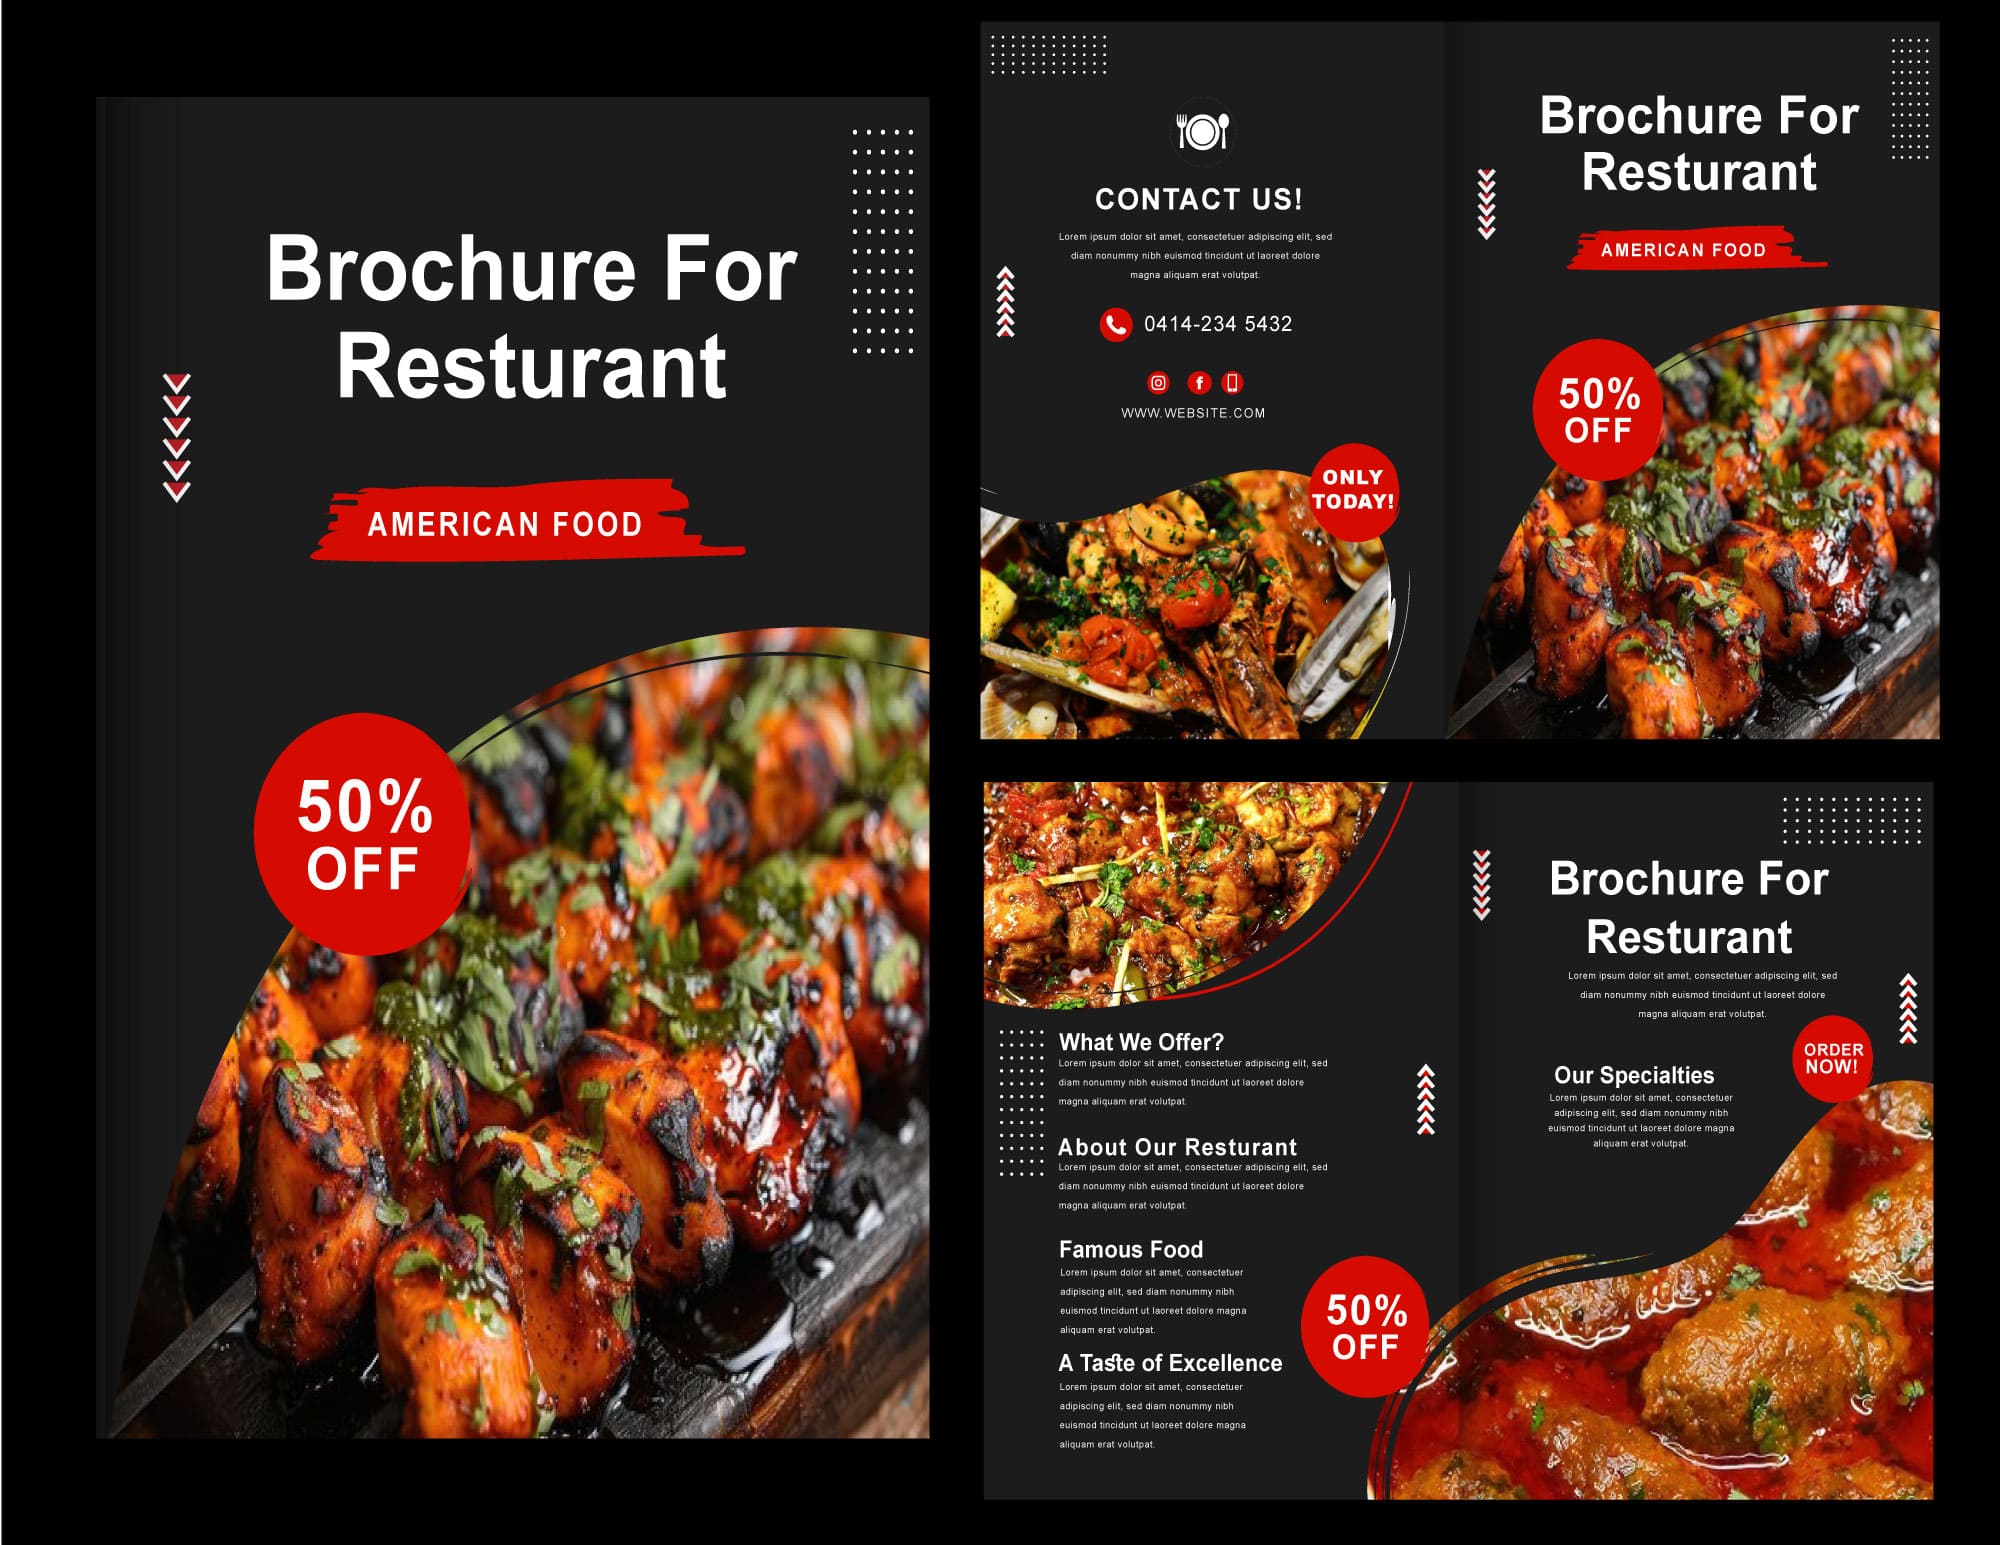 Brochure For
Resturant
AMERICAN FOOD
50%
OFF
CONTACT US!
Lorem ipsum dolor sit amet, consectetuer adipiscing elit, sed
diam nonummy nibh euismod tincidunt ut laoreet dolore
magna aliquam erat volutpat.
0414-234 5432
WWW.WEBSITE.COM
ONLY
TODAY!
Brochure For
Resturant
AMERICAN FOOD
50%
OFF
What We Offer?
Lorem ipsum dolor sit amet, consectetuer adipiscing elit, sed
diam nonummy nibh euismod tincidunt ut laoreet dolore
magna aliquam erat volutpat.
About Our Resturant
Lorem ipsum dolor sit amet, consectetuer adipiscing elit, sed
diam nonummy nibh euismod tincidunt ut laoreet dolore
magna aliquam erat volutpat.
Famous Food
Lorem ipsum dolor sit amet, consectetuer
adipiscing elit, sed diam nonummy nibh
euismod tincidunt ut laoreet dolore magna
aliquam erat volutpat.
A Taste of Excellence
Lorem ipsum dolor sit amet, consectetuer
adipiscing elit, sed diam nonummy nibh
euismod tincidunt ut laoreet dolore magna
aliquam erat volutpat.
50%
OFF
Brochure For
Resturant
Lorem ipsum dolor sit amet, consectetuer adipiscing elit, sed
diam nonummy nibh euismod tincidunt ut laoreet dolore
magna aliquam erat volutpat.
ORDER
NOW!
Our Specialties
Lorem ipsum dolor sit amet, consectetuer
adipiscing elit, sed diam nonummy nibh
euismod tincidunt ut laoreet dolore magna
aliquam erat volutpat.